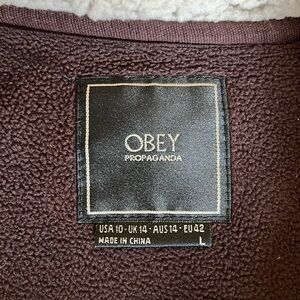 OBEY
PROPAGANDA
USA 10 - UK 14 - AUS 14 - EU 42
MADE IN CHINA L